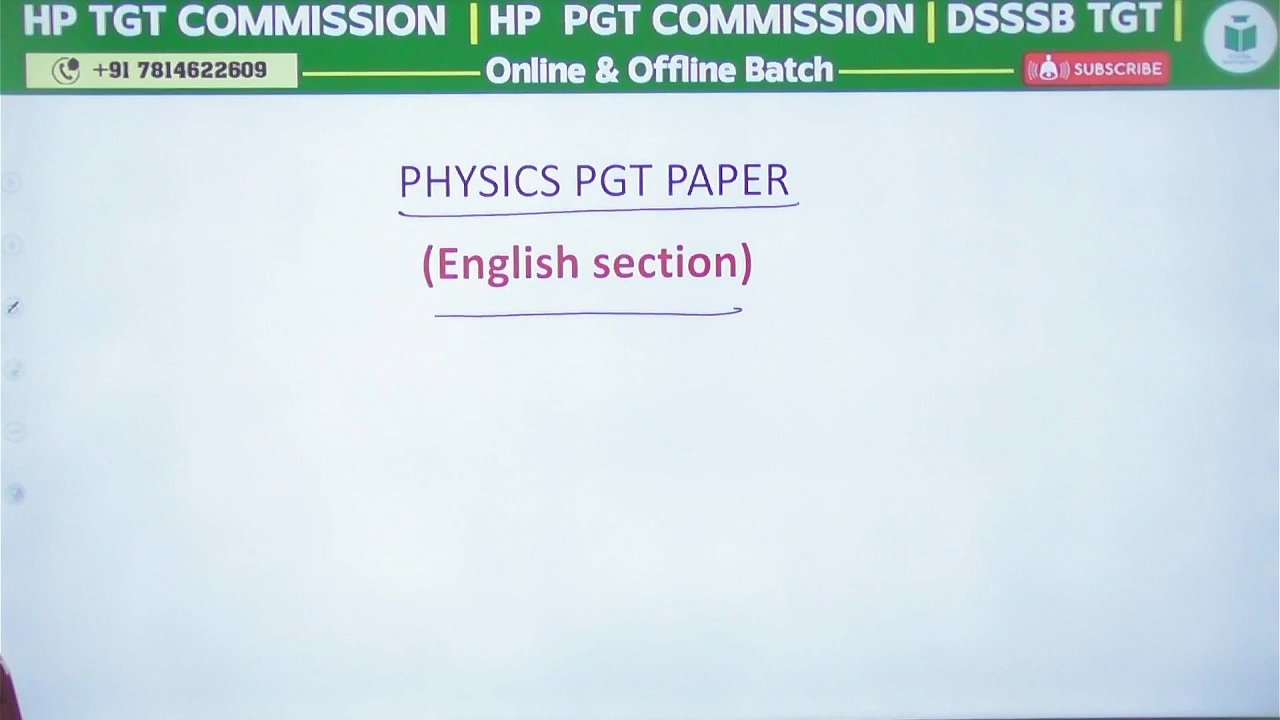 HP TGT COMMISSION | HP PGT COMMISSION | DSSSB TGT |
+91 7814622609 Online & Offline Batch SUBSCRIBE
PHYSICS PGT PAPER
(English section)